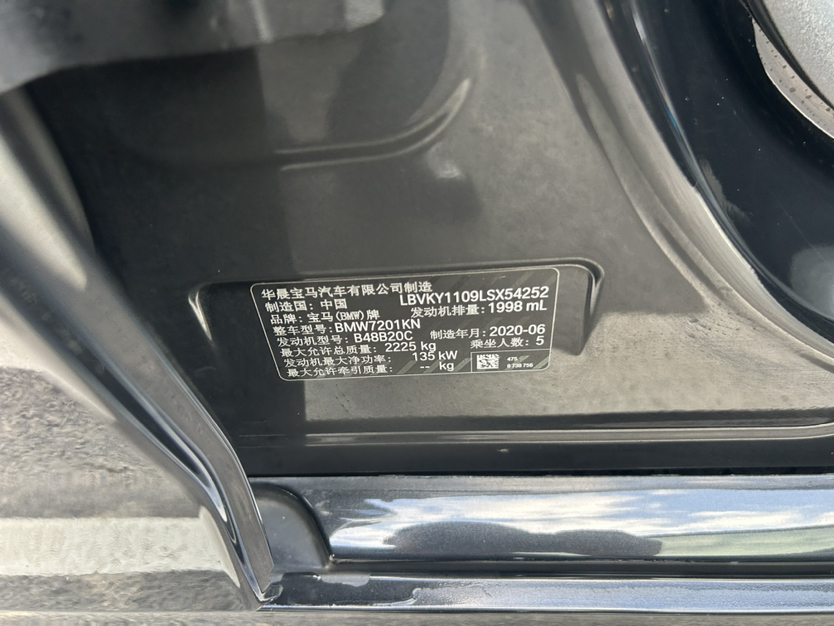 华晨宝马汽车有限公司制造
制造国: 中国 LBVKY1109LSX54252
品牌: 宝马(BMW)牌 发动机排量: 1998 mL
整车型号: BMW7201KN 制造年月: 2020-06
发动机型号: B48B20C 乘坐人数: 5
最大允许总质量: 2225 kg
发动机最大净功率: 135 kW
最大允许牵引质量: -- kg
475